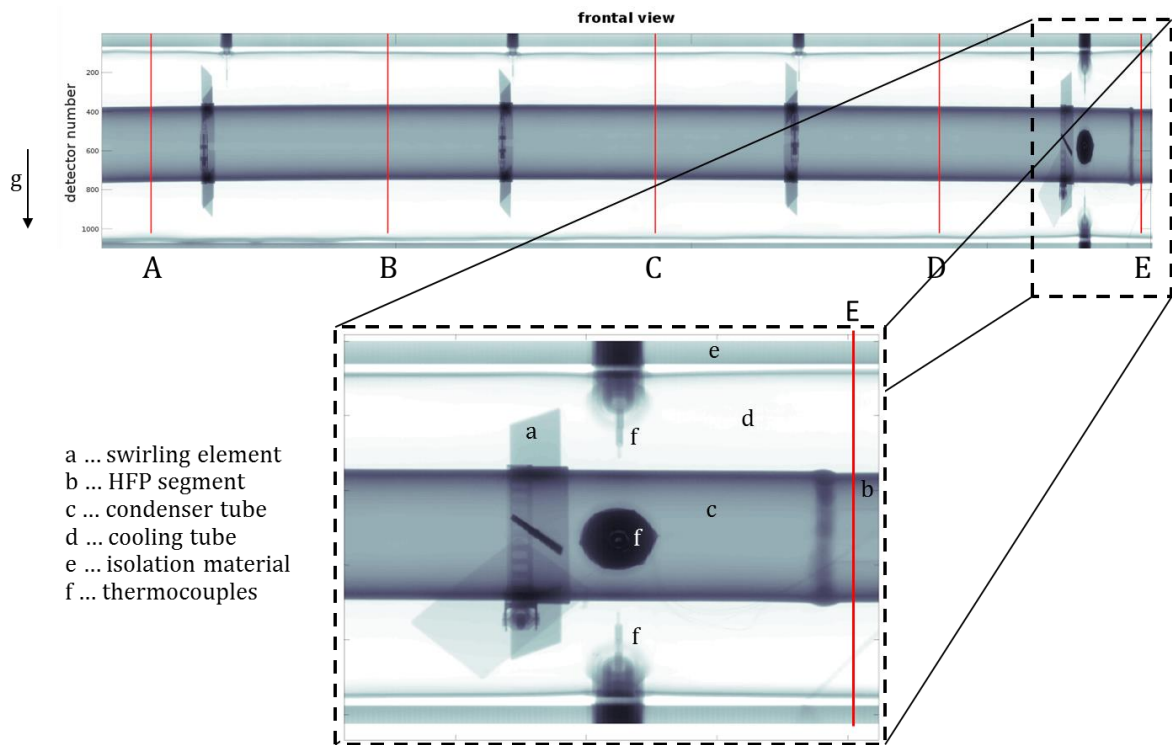 frontal view
detector number
200
400
600
800
1000
g
A
B
C
D
E
E
e
d
a
f
b
c
f
f
a ... swirling element
b ... HFP segment
c ... condenser tube
d ... cooling tube
e ... isolation material
f ... thermocouples